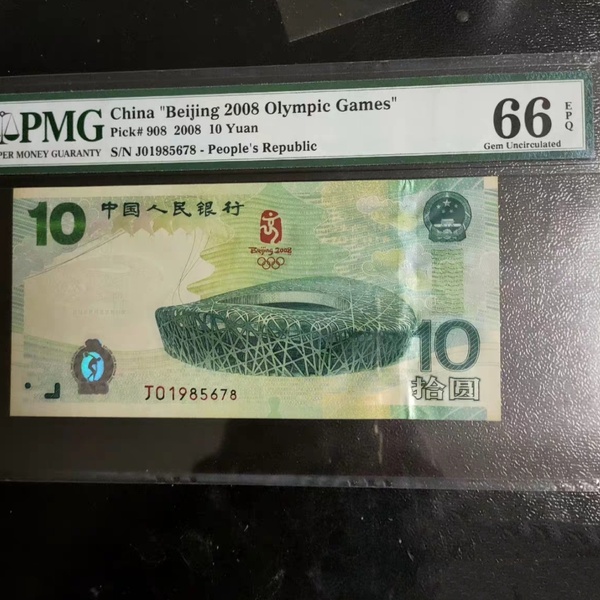 PMG
PER MONEY GUARANTY
China "Beijing 2008 Olympic Games"
Pick# 908 2008 10 Yuan
S/N J01985678 - People's Republic
66
EPQ
Gem Uncirculated
10
中国人民银行
Beijing 2008
10
拾圆
J01985678